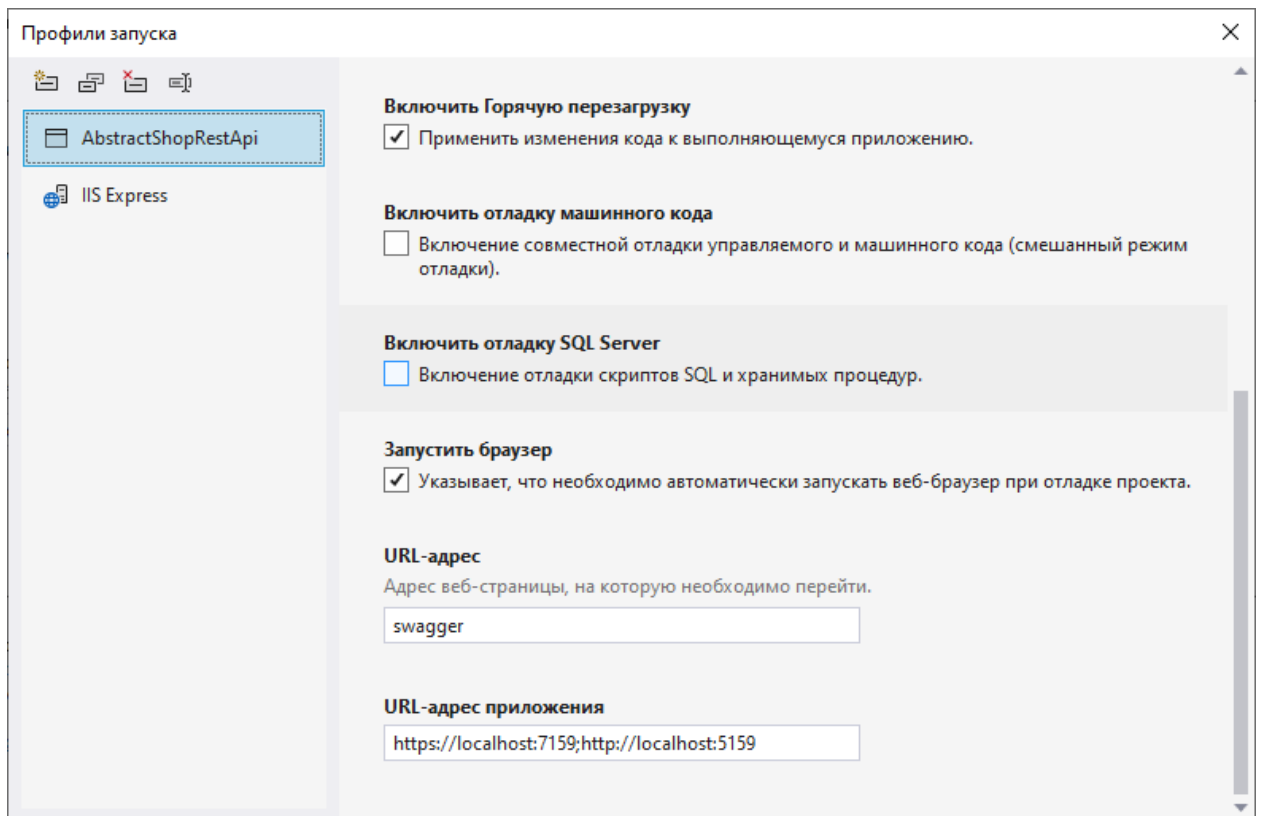 Профили запуска
AbstractShopRestApi
IIS Express
Включить Горячую перезагрузку
Применить изменения кода к выполняющемуся приложению.
Включить отладку машинного кода
Включение совместной отладки управляемого и машинного кода (смешанный режим
отладки).
Включить отладку SQL Server
Включение отладки скриптов SQL и хранимых процедур.
Запустить браузер
Указывает, что необходимо автоматически запускать веб-браузер при отладке проекта.
URL-адрес
Адрес веб-страницы, на которую необходимо перейти.
swagger
URL-адрес приложения
https://localhost:7159;http://localhost:5159